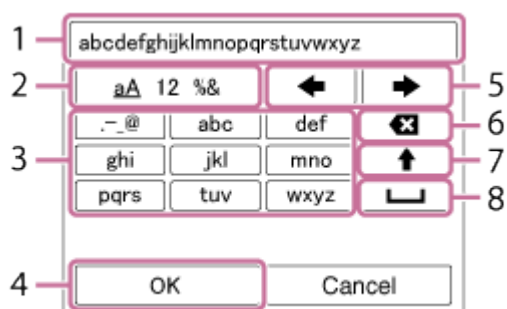 1 abcdefghijklmnopqrstuvwxyz
2 aA 12 %& 5
.-_@ abc def 6
3 ghi jkl mno 7
pqrs tuv wxyz 8
4 OK Cancel